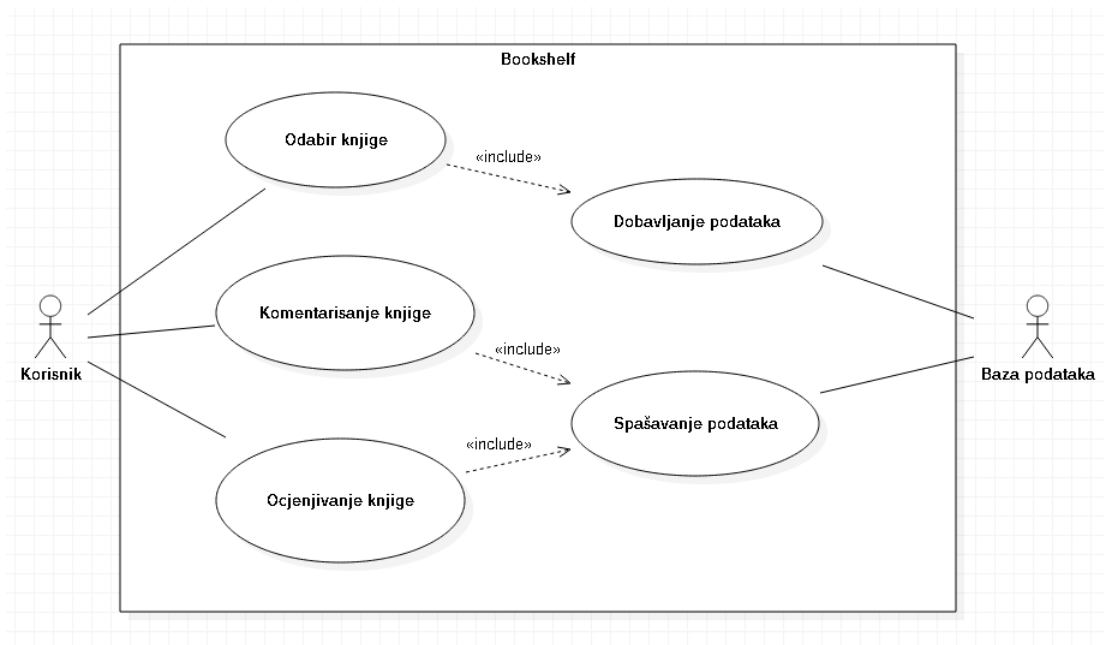 Bookshelf
Odabir knjige
«include»
Dobavljanje podataka
Komentarisanje knjige
«include»
Korisnik
Baza podataka
Spašavanje podataka
«include»
Ocjenjivanje knjige